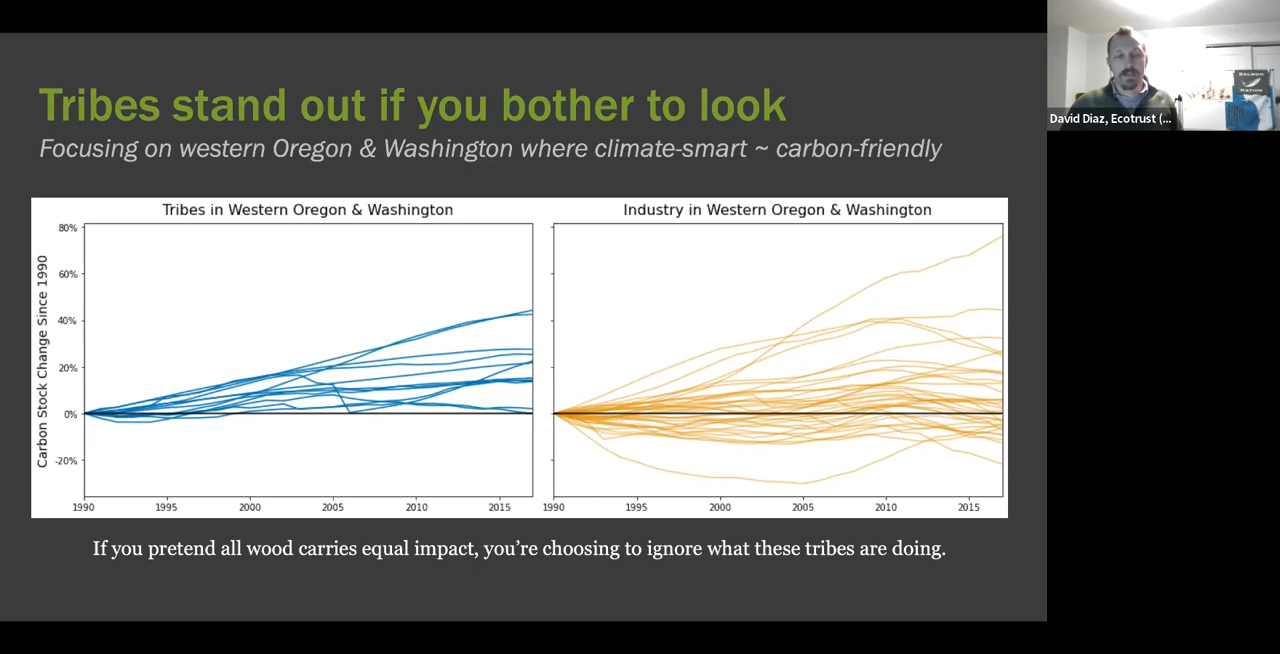 Tribes stand out if you bother to look
Focusing on western Oregon & Washington where climate-smart ~ carbon-friendly
Tribes in Western Oregon & Washington
Industry in Western Oregon & Washington
Carbon Stock Change Since 1990
80%
60%
40%
20%
0%
-20%
1990 1995 2000 2005 2010 2015
1990 1995 2000 2005 2010 2015
If you pretend all wood carries equal impact, you’re choosing to ignore what these tribes are doing.
SALMON
NATION
David Diaz, Ecotrust (...